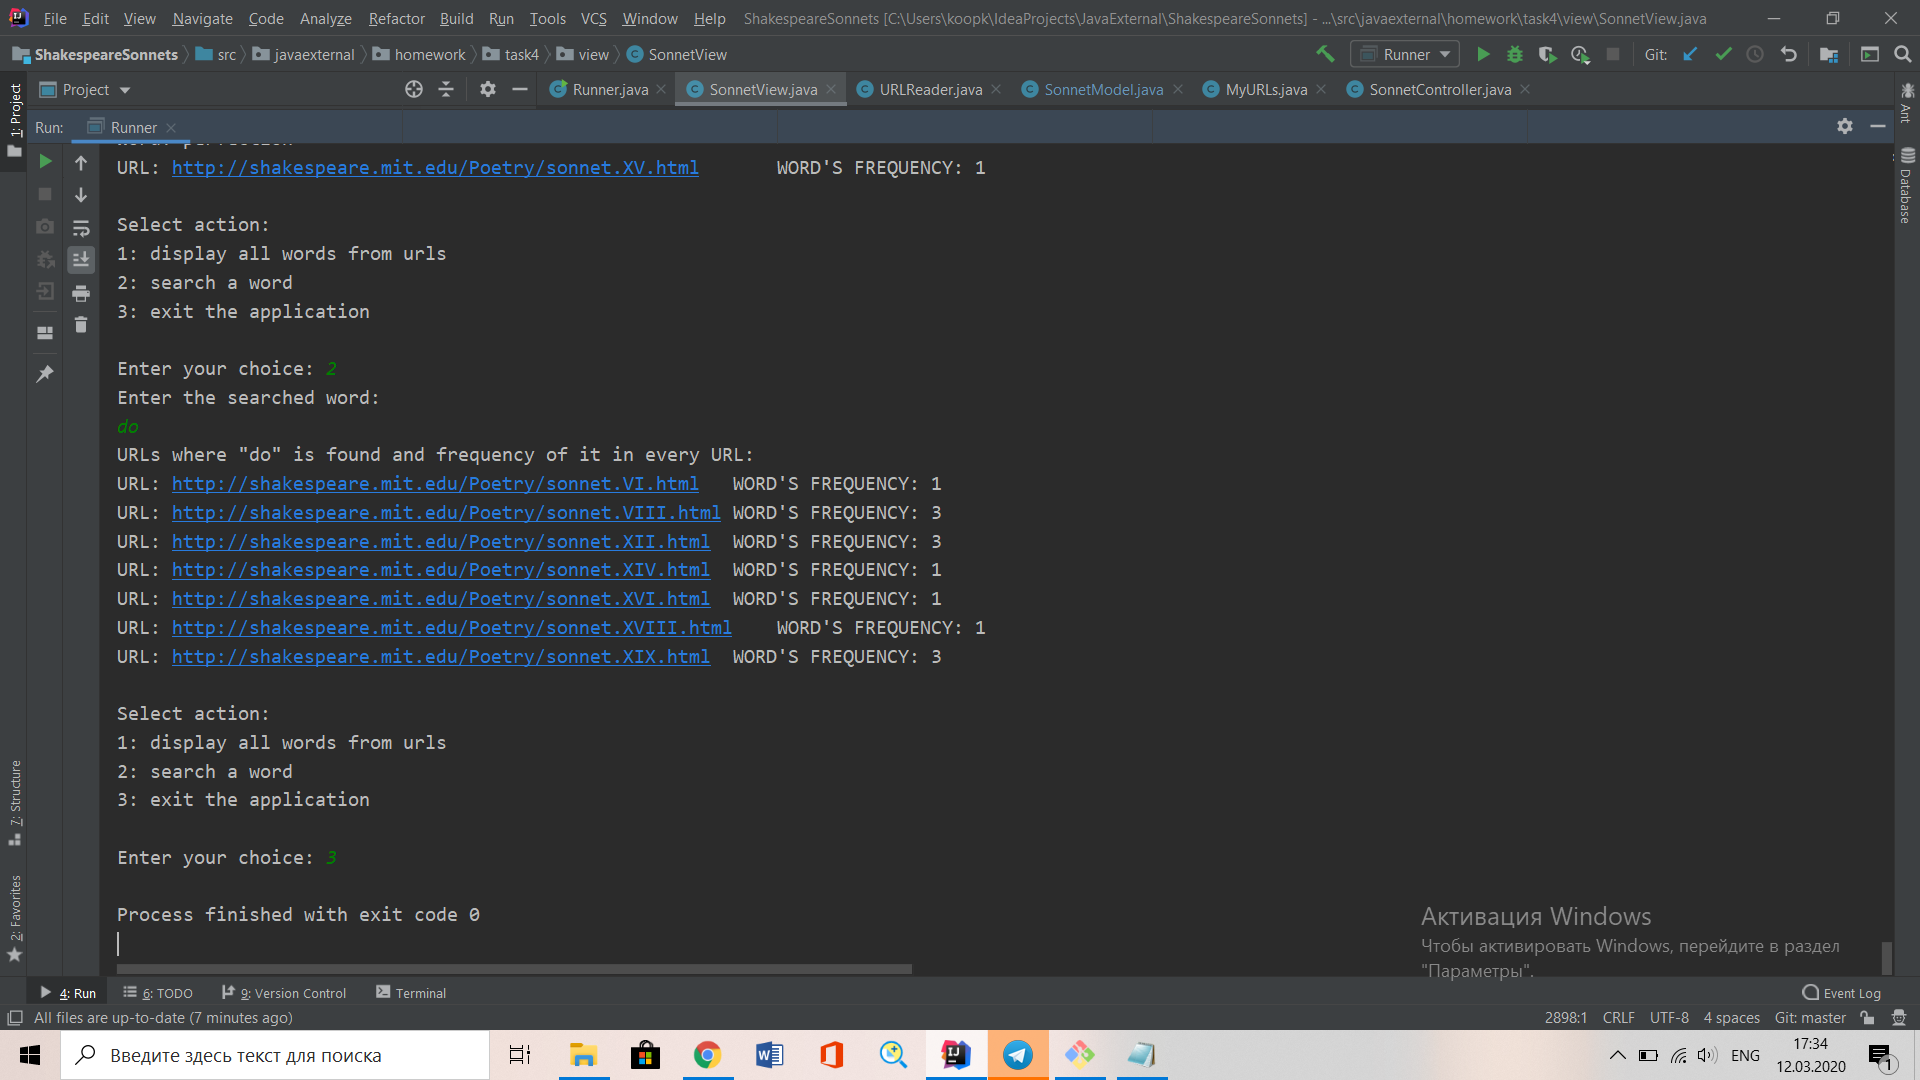 File Edit View Navigate Code Analyze Refactor Build Run Tools VCS Window Help ShakespeareSonnets [C:\Users\koopk\IdeaProjects\JavaExternal\ShakespeareSonnets] - ...\src\javaexternal\homework\task4\view\SonnetView.java
ShakespeareSonnets src javaexternal homework task4 view SonnetView Runner Git:
1: Project
Project Runner.java SonnetView.java URLReader.java SonnetModel.java MyURLs.java SonnetController.java
Ant
Run: Runner
URL: http://shakespeare.mit.edu/Poetry/sonnet.XV.html WORD'S FREQUENCY: 1
Database
Select action:
1: display all words from urls
2: search a word
3: exit the application
Enter your choice: 2
Enter the searched word:
do
URLs where "do" is found and frequency of it in every URL:
URL: http://shakespeare.mit.edu/Poetry/sonnet.VI.html WORD'S FREQUENCY: 1
URL: http://shakespeare.mit.edu/Poetry/sonnet.VIII.html WORD'S FREQUENCY: 3
URL: http://shakespeare.mit.edu/Poetry/sonnet.XII.html WORD'S FREQUENCY: 3
URL: http://shakespeare.mit.edu/Poetry/sonnet.XIV.html WORD'S FREQUENCY: 1
URL: http://shakespeare.mit.edu/Poetry/sonnet.XVI.html WORD'S FREQUENCY: 1
URL: http://shakespeare.mit.edu/Poetry/sonnet.XVIII.html WORD'S FREQUENCY: 1
URL: http://shakespeare.mit.edu/Poetry/sonnet.XIX.html WORD'S FREQUENCY: 3
Select action:
1: display all words from urls
2: search a word
3: exit the application
7: Structure
Enter your choice: 3
2: Favorites
Process finished with exit code 0
Активация Windows
Чтобы активировать Windows, перейдите в раздел
"Параметры".
4: Run 6: TODO 9: Version Control Terminal Event Log
All files are up-to-date (7 minutes ago) 2898:1 CRLF UTF-8 4 spaces Git: master
Введите здесь текст для поиска ENG 17:34
12.03.2020 1